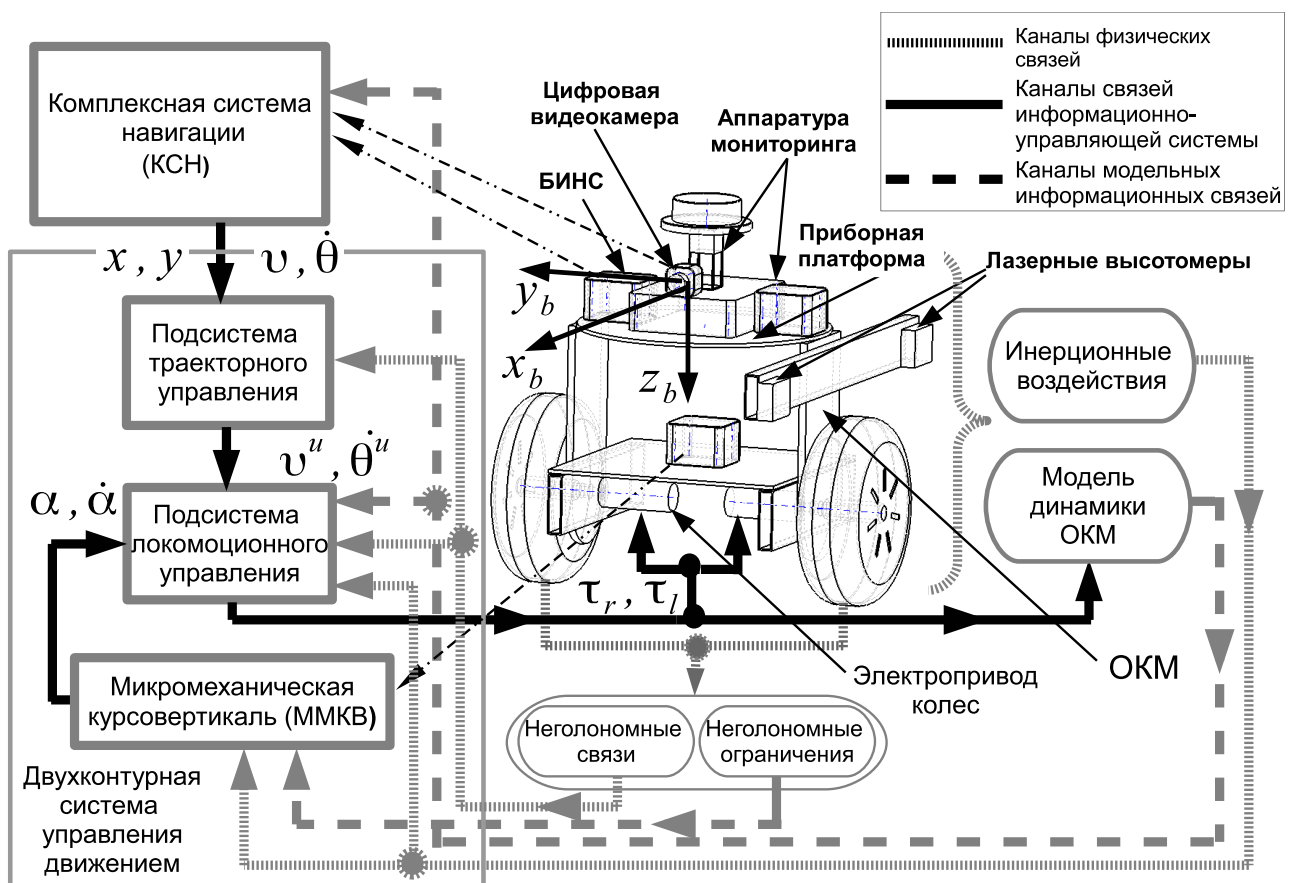 Комплексная система
навигации
(КСН)
x , y
υ , θ̇
Подсистема
траекторного
управления
υᵘ , θ̇ᵘ
α , α̇
Подсистема
локомоционного
управления
Микромеханическая
курсовертикаль (ММКВ)
Двухконтурная
система
управления
движением
Цифровая
видеокамера
БИНС
Аппаратура
мониторинга
Приборная
платформа
Лазерные высотомеры
y_b
x_b
z_b
τ_r , τ_l
Электропривод
колес
ОКМ
Неголономные
связи
Неголономные
ограничения
Инерционные
воздействия
Модель
динамики
ОКМ
Каналы физических
связей
Каналы связей
информационно-
управляющей системы
Каналы модельных
информационных связей